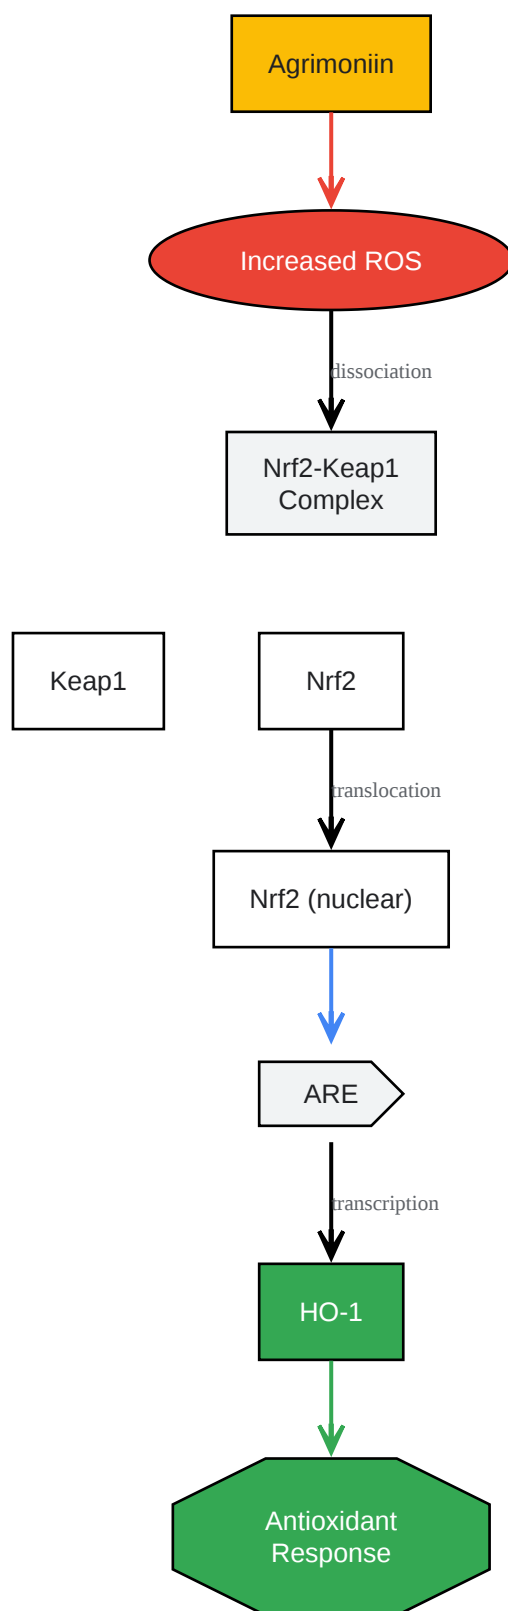 Agrimoniin
Increased ROS
dissociation
Nrf2-Keap1
Complex
Keap1
Nrf2
translocation
Nrf2 (nuclear)
ARE
transcription
HO-1
Antioxidant
Response